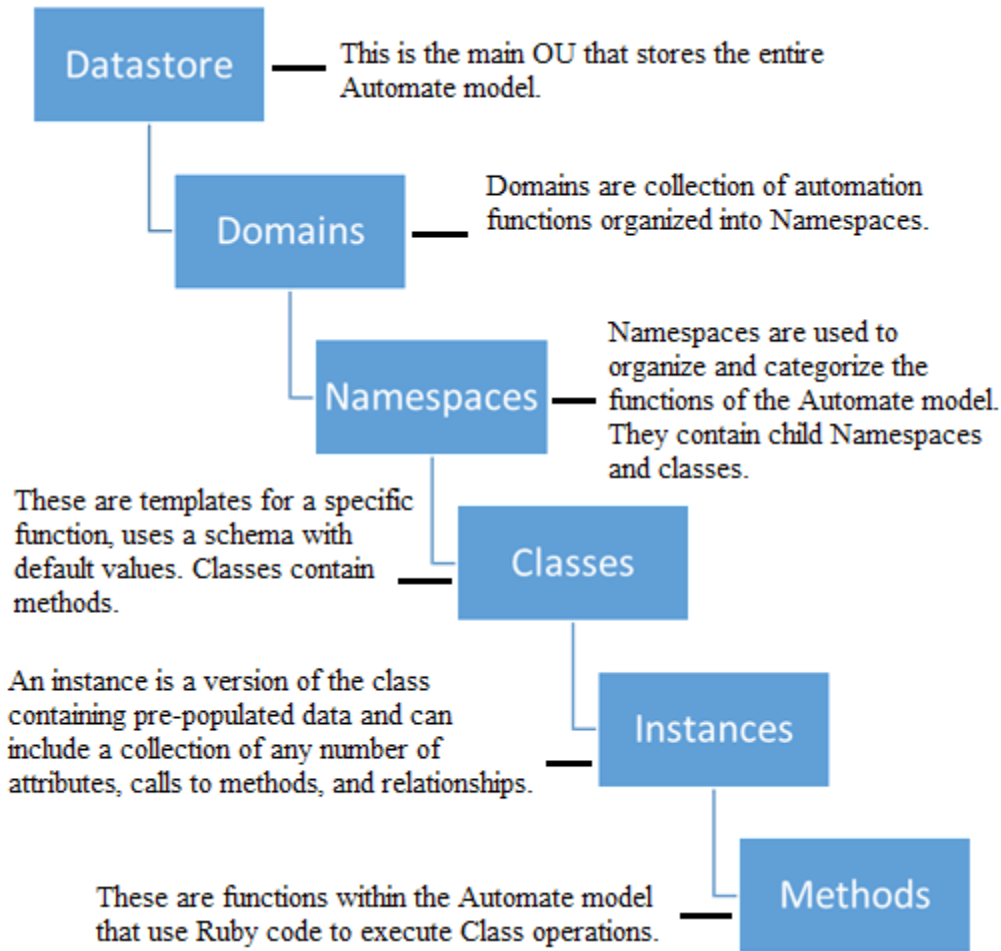 Datastore
This is the main OU that stores the entire
Automate model.
Domains
Domains are collection of automation
functions organized into Namespaces.
Namespaces
Namespaces are used to
organize and categorize the
functions of the Automate model.
They contain child Namespaces
and classes.
These are templates for a specific
function, uses a schema with
default values. Classes contain
methods.
Classes
An instance is a version of the class
containing pre-populated data and can
include a collection of any number of
attributes, calls to methods, and relationships.
Instances
These are functions within the Automate model
that use Ruby code to execute Class operations.
Methods